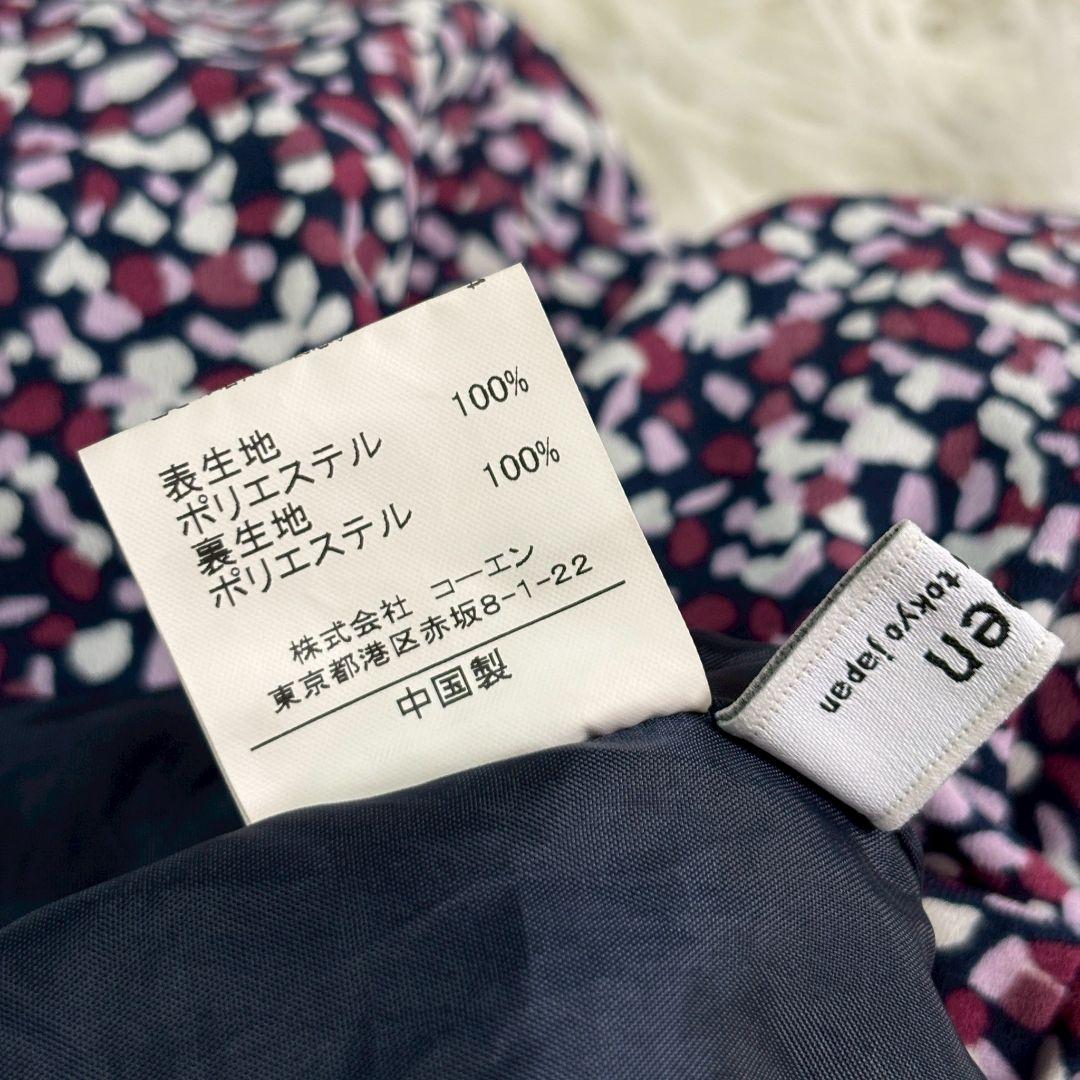 表生地
ポリエステル 100%
裏生地
ポリエステル 100%
株式会社 コーエン
東京都港区赤坂8-1-22
中国製
en
tokyo japan